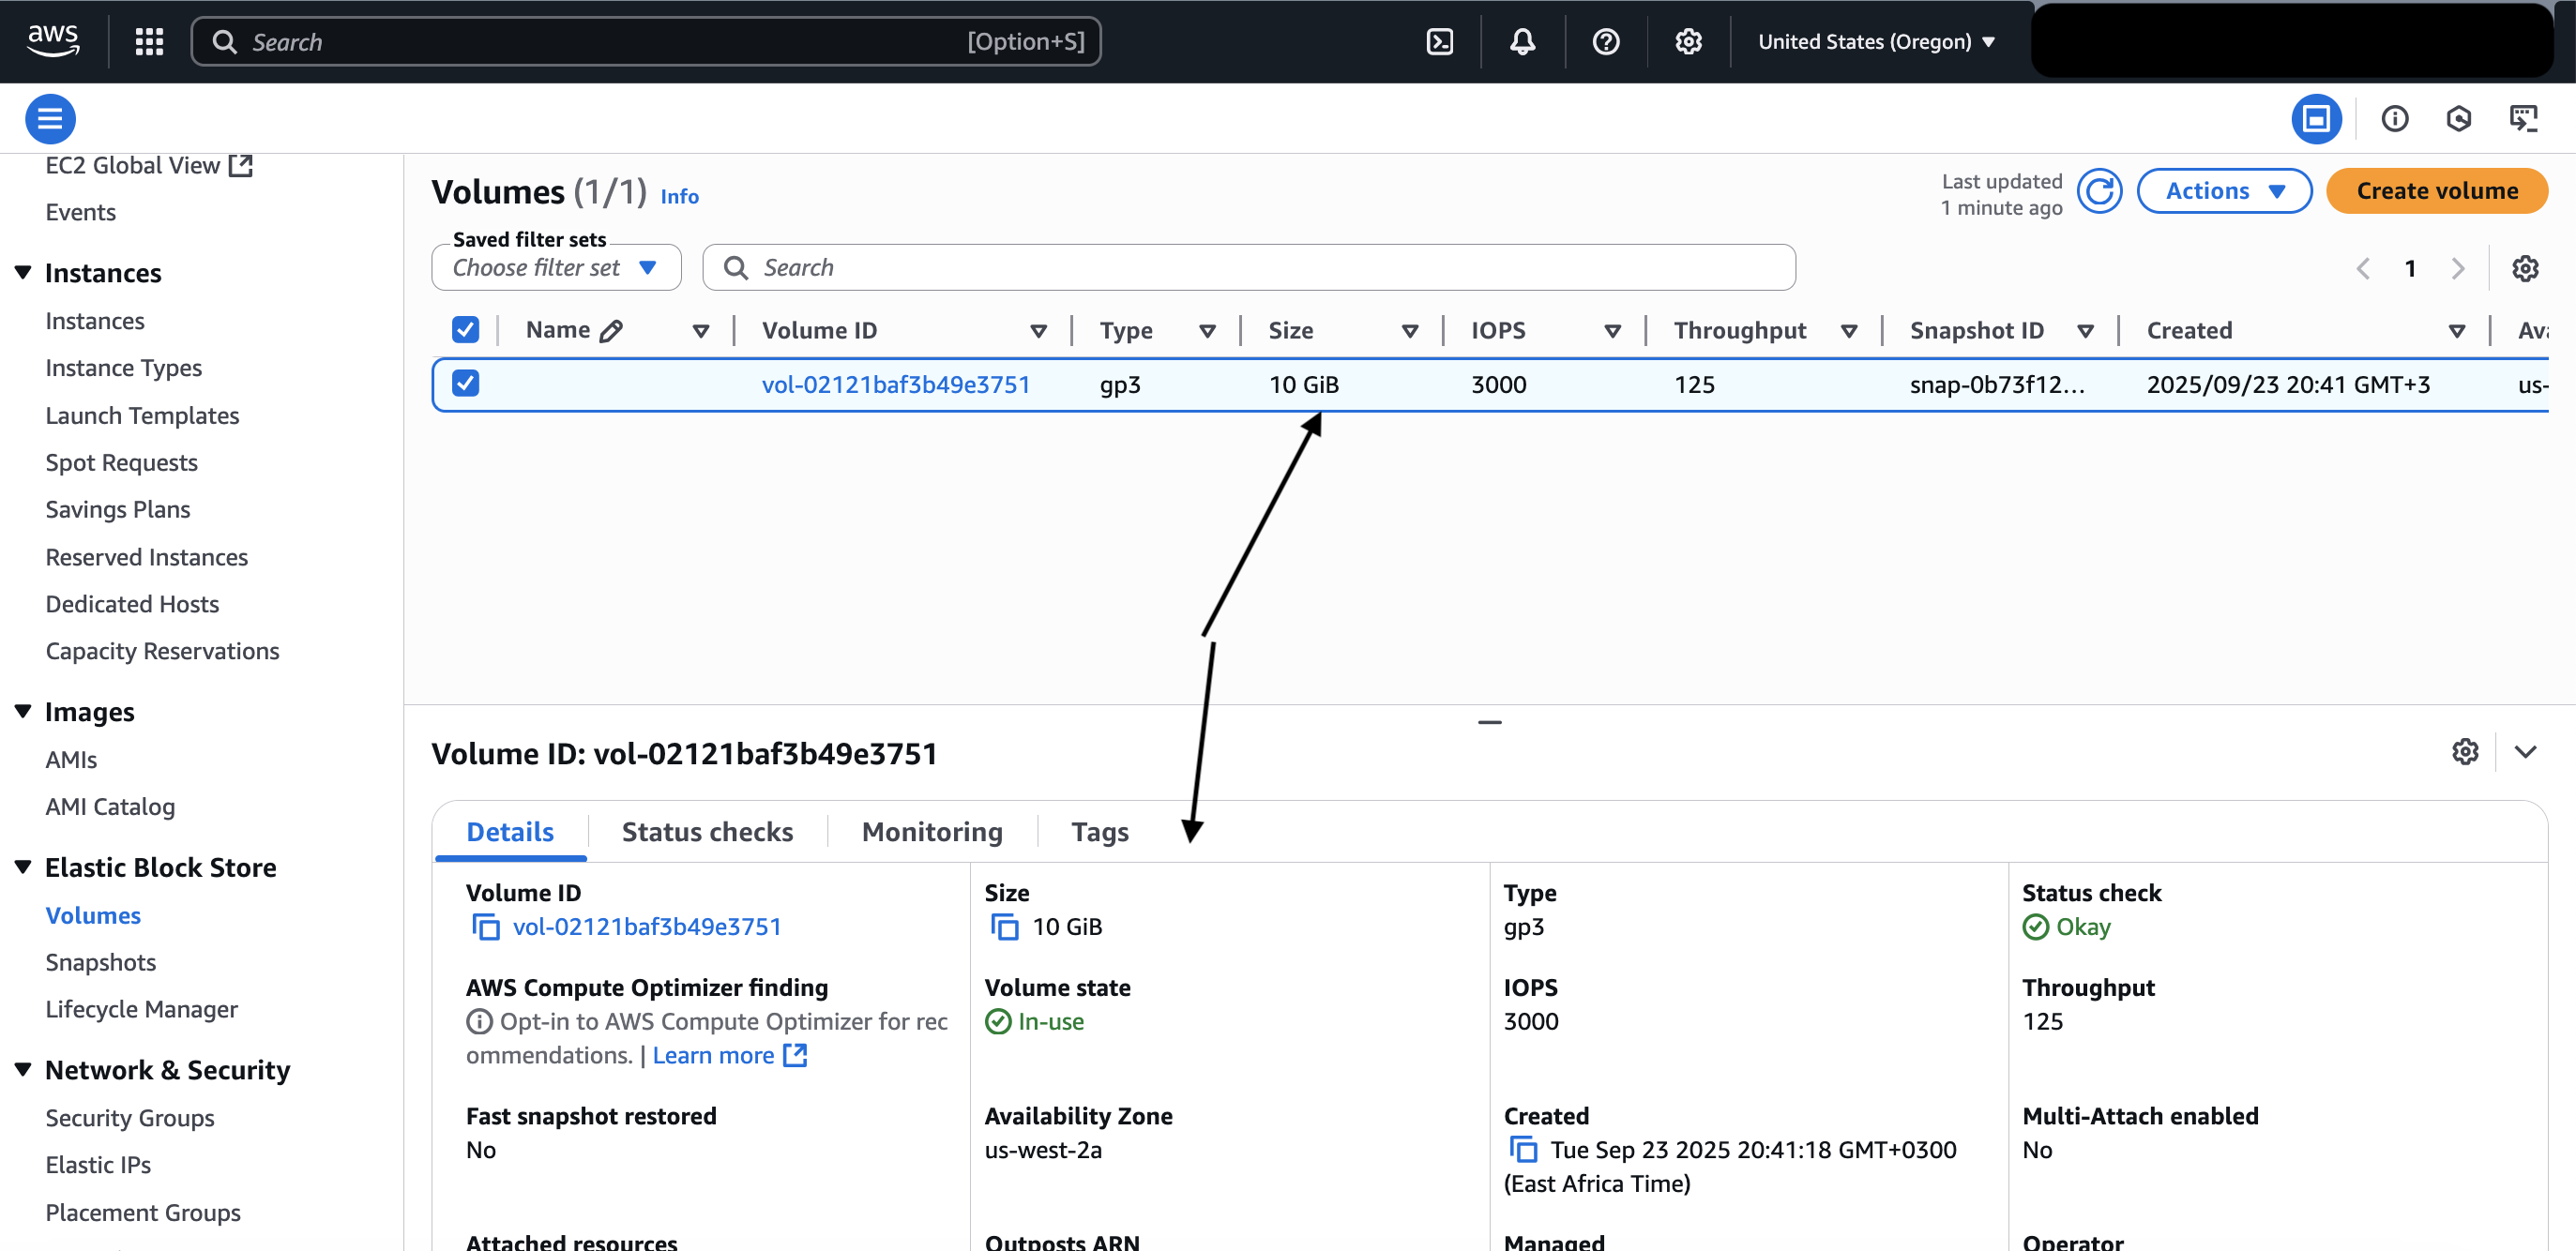 aws
Search [Option+S]
United States (Oregon)
EC2 Global View
Events
Instances
Instances
Instance Types
Launch Templates
Spot Requests
Savings Plans
Reserved Instances
Dedicated Hosts
Capacity Reservations
Images
AMIs
AMI Catalog
Elastic Block Store
Volumes
Snapshots
Lifecycle Manager
Network & Security
Security Groups
Elastic IPs
Placement Groups
Volumes (1/1) Info
Last updated
1 minute ago
Actions
Create volume
Saved filter sets
Choose filter set
Search
1
Name Volume ID Type Size IOPS Throughput Snapshot ID Created
vol-02121baf3b49e3751 gp3 10 GiB 3000 125 snap-0b73f12... 2025/09/23 20:41 GMT+3 us-
Volume ID: vol-02121baf3b49e3751
Details Status checks Monitoring Tags
Volume ID
vol-02121baf3b49e3751
Size
10 GiB
Type
gp3
Status check
Okay
AWS Compute Optimizer finding
Opt-in to AWS Compute Optimizer for rec
ommendations. | Learn more
Volume state
In-use
IOPS
3000
Throughput
125
Fast snapshot restored
No
Availability Zone
us-west-2a
Created
Tue Sep 23 2025 20:41:18 GMT+0300
(East Africa Time)
Multi-Attach enabled
No
Attached resources
Outposts ARN
Managed
Operator